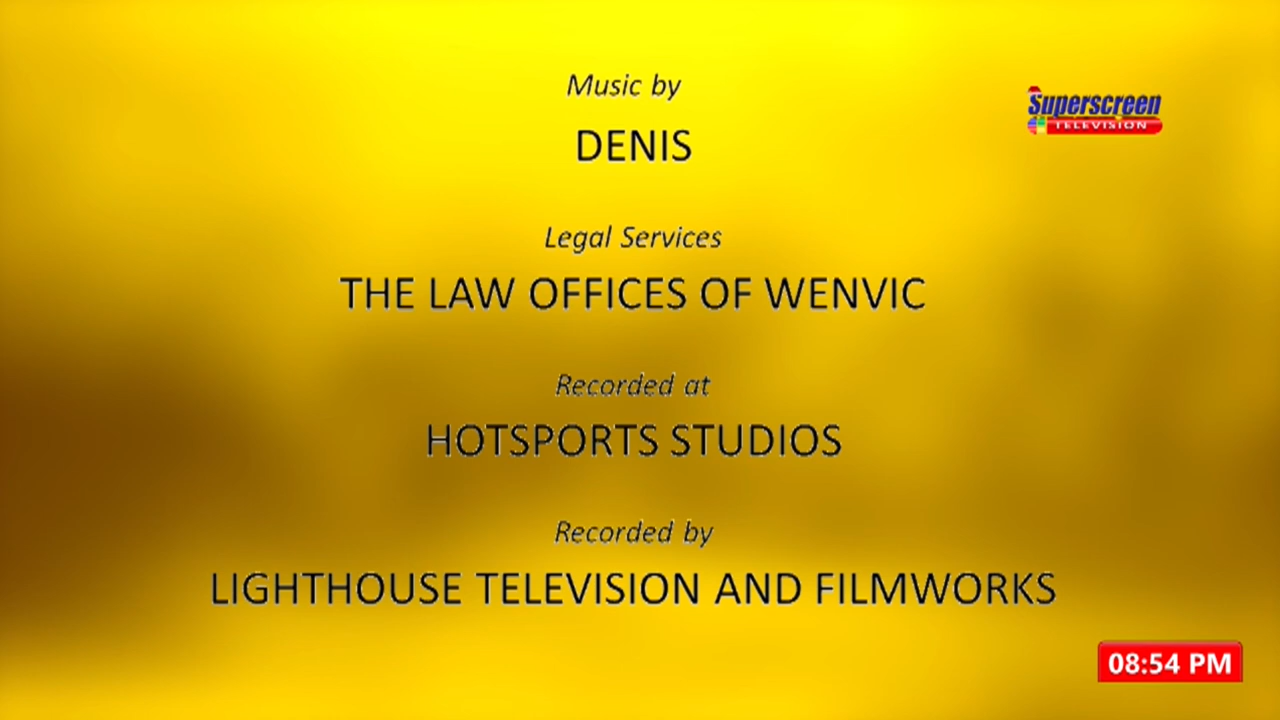 Music by
DENIS
Superscreen
TELEVISION
Legal Services
THE LAW OFFICES OF WENVIC
Recorded at
HOTSPORTS STUDIOS
Recorded by
LIGHTHOUSE TELEVISION AND FILMWORKS
08:54 PM